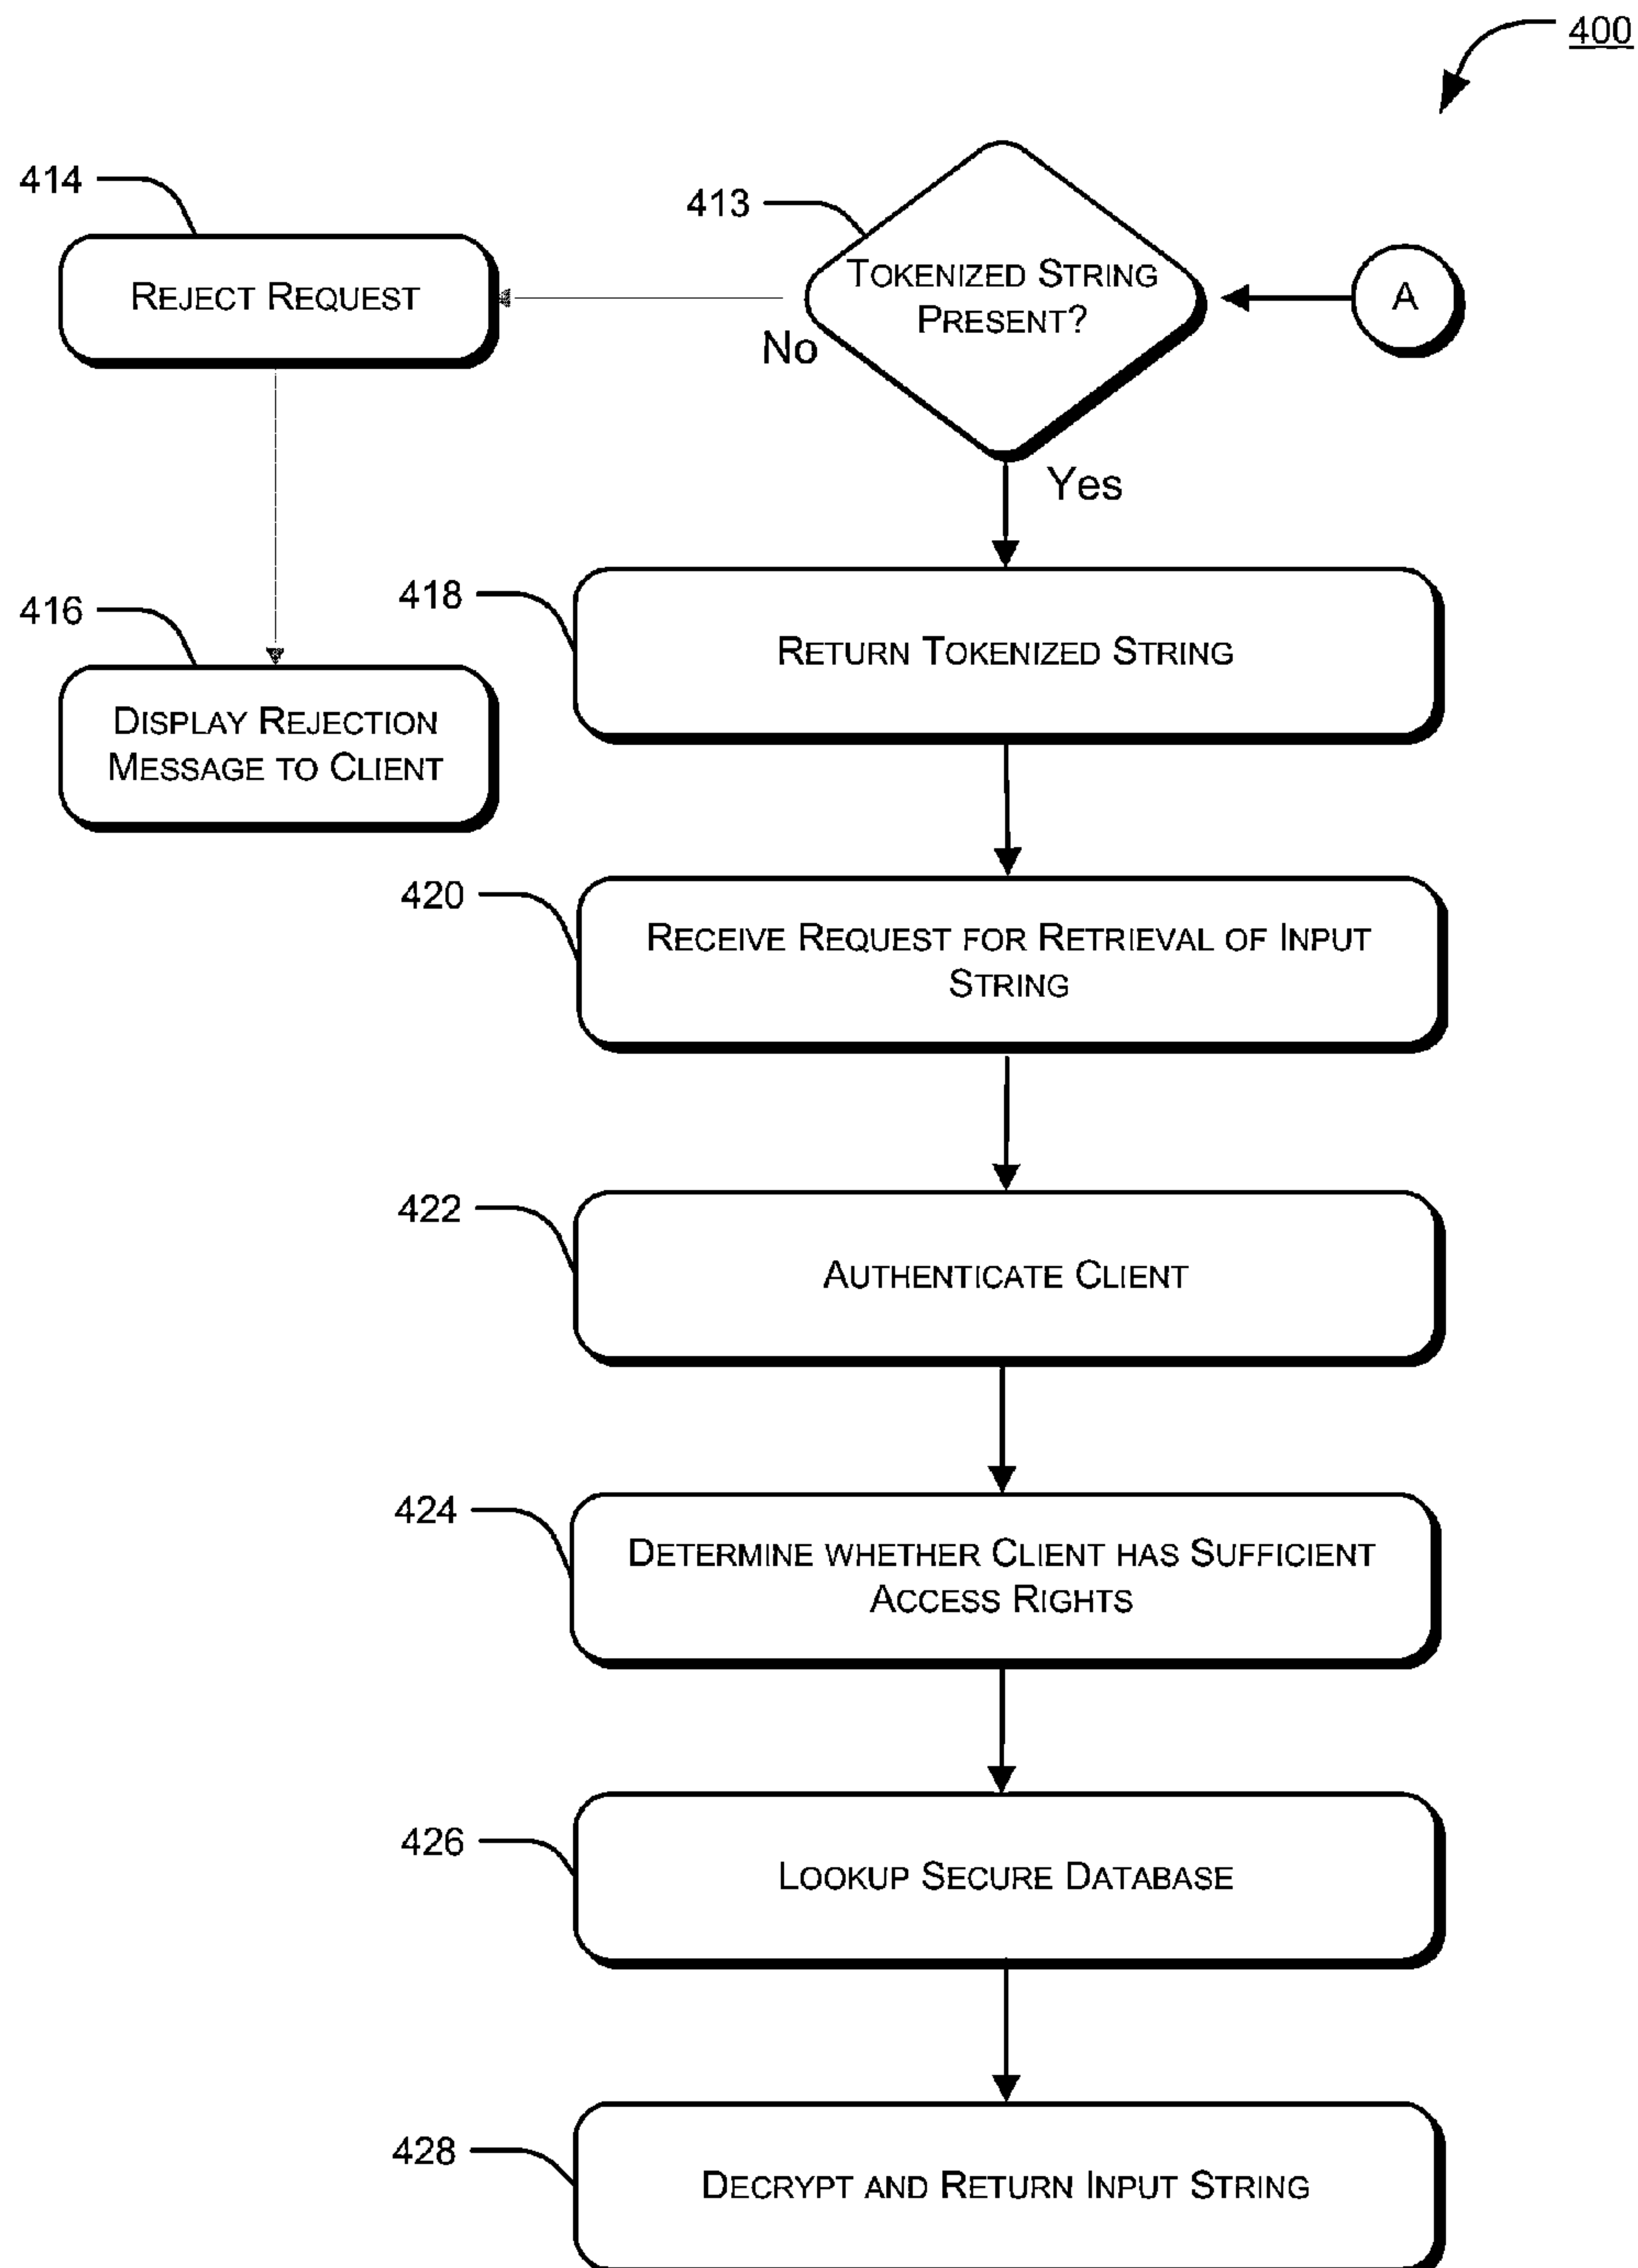 400
414
413
REJECT REQUEST
TOKENIZED STRING
PRESENT?
A
No
Yes
416
DISPLAY REJECTION
MESSAGE TO CLIENT
418
RETURN TOKENIZED STRING
420
RECEIVE REQUEST FOR RETRIEVAL OF INPUT
STRING
422
AUTHENTICATE CLIENT
424
DETERMINE WHETHER CLIENT HAS SUFFICIENT
ACCESS RIGHTS
426
LOOKUP SECURE DATABASE
428
DECRYPT AND RETURN INPUT STRING